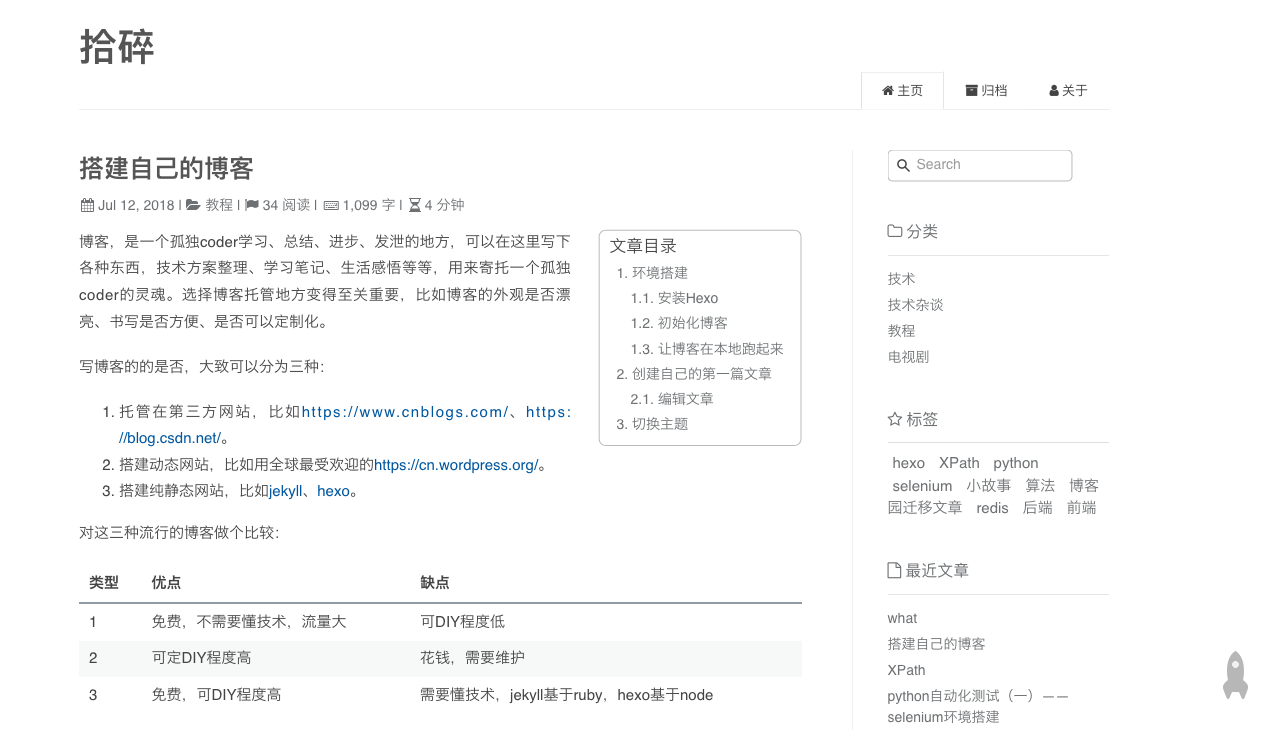 拾碎
主页 归档 关于
搭建自己的博客
Jul 12, 2018 | 教程 | 34 阅读 | 1,099 字 | 4 分钟
博客，是一个孤独coder学习、总结、进步、发泄的地方，可以在这里写下
各种东西，技术方案整理、学习笔记、生活感悟等等，用来寄托一个孤独
coder的灵魂。选择博客托管地方变得至关重要，比如博客的外观是否漂
亮、书写是否方便、是否可以定制化。
写博客的的是否，大致可以分为三种：
1. 托管在第三方网站，比如https://www.cnblogs.com/、https:
//blog.csdn.net/。
2. 搭建动态网站，比如用全球最受欢迎的https://cn.wordpress.org/。
3. 搭建纯静态网站，比如jekyll、hexo。
文章目录
1. 环境搭建
1.1. 安装Hexo
1.2. 初始化博客
1.3. 让博客在本地跑起来
2. 创建自己的第一篇文章
2.1. 编辑文章
3. 切换主题
对这三种流行的博客做个比较：
类型 优点 缺点
1 免费，不需要懂技术，流量大 可DIY程度低
2 可定DIY程度高 花钱，需要维护
3 免费，可DIY程度高 需要懂技术，jekyll基于ruby，hexo基于node
Search
分类
技术
技术杂谈
教程
电视剧
标签
hexo XPath python
selenium 小故事 算法 博客
园迁移文章 redis 后端 前端
最近文章
what
搭建自己的博客
XPath
python自动化测试（一）——
selenium环境搭建